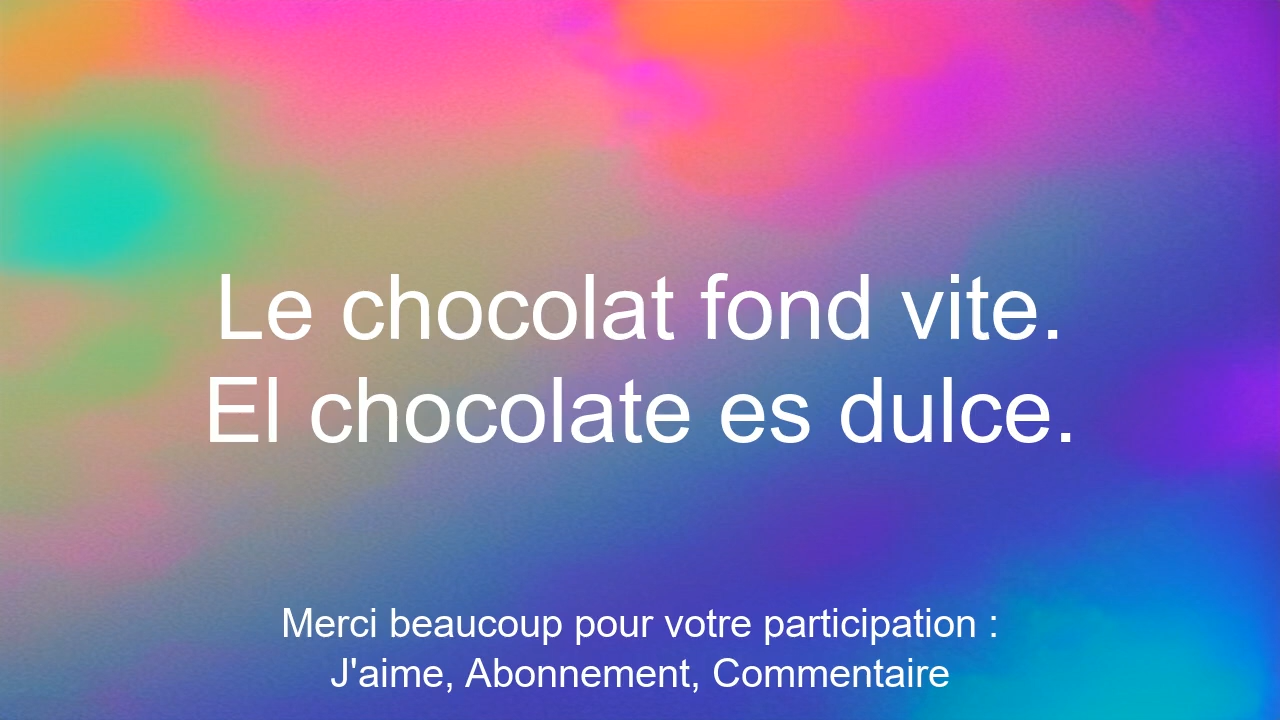 Le chocolat fond vite.
El chocolate es dulce.
Merci beaucoup pour votre participation :
J'aime, Abonnement, Commentaire